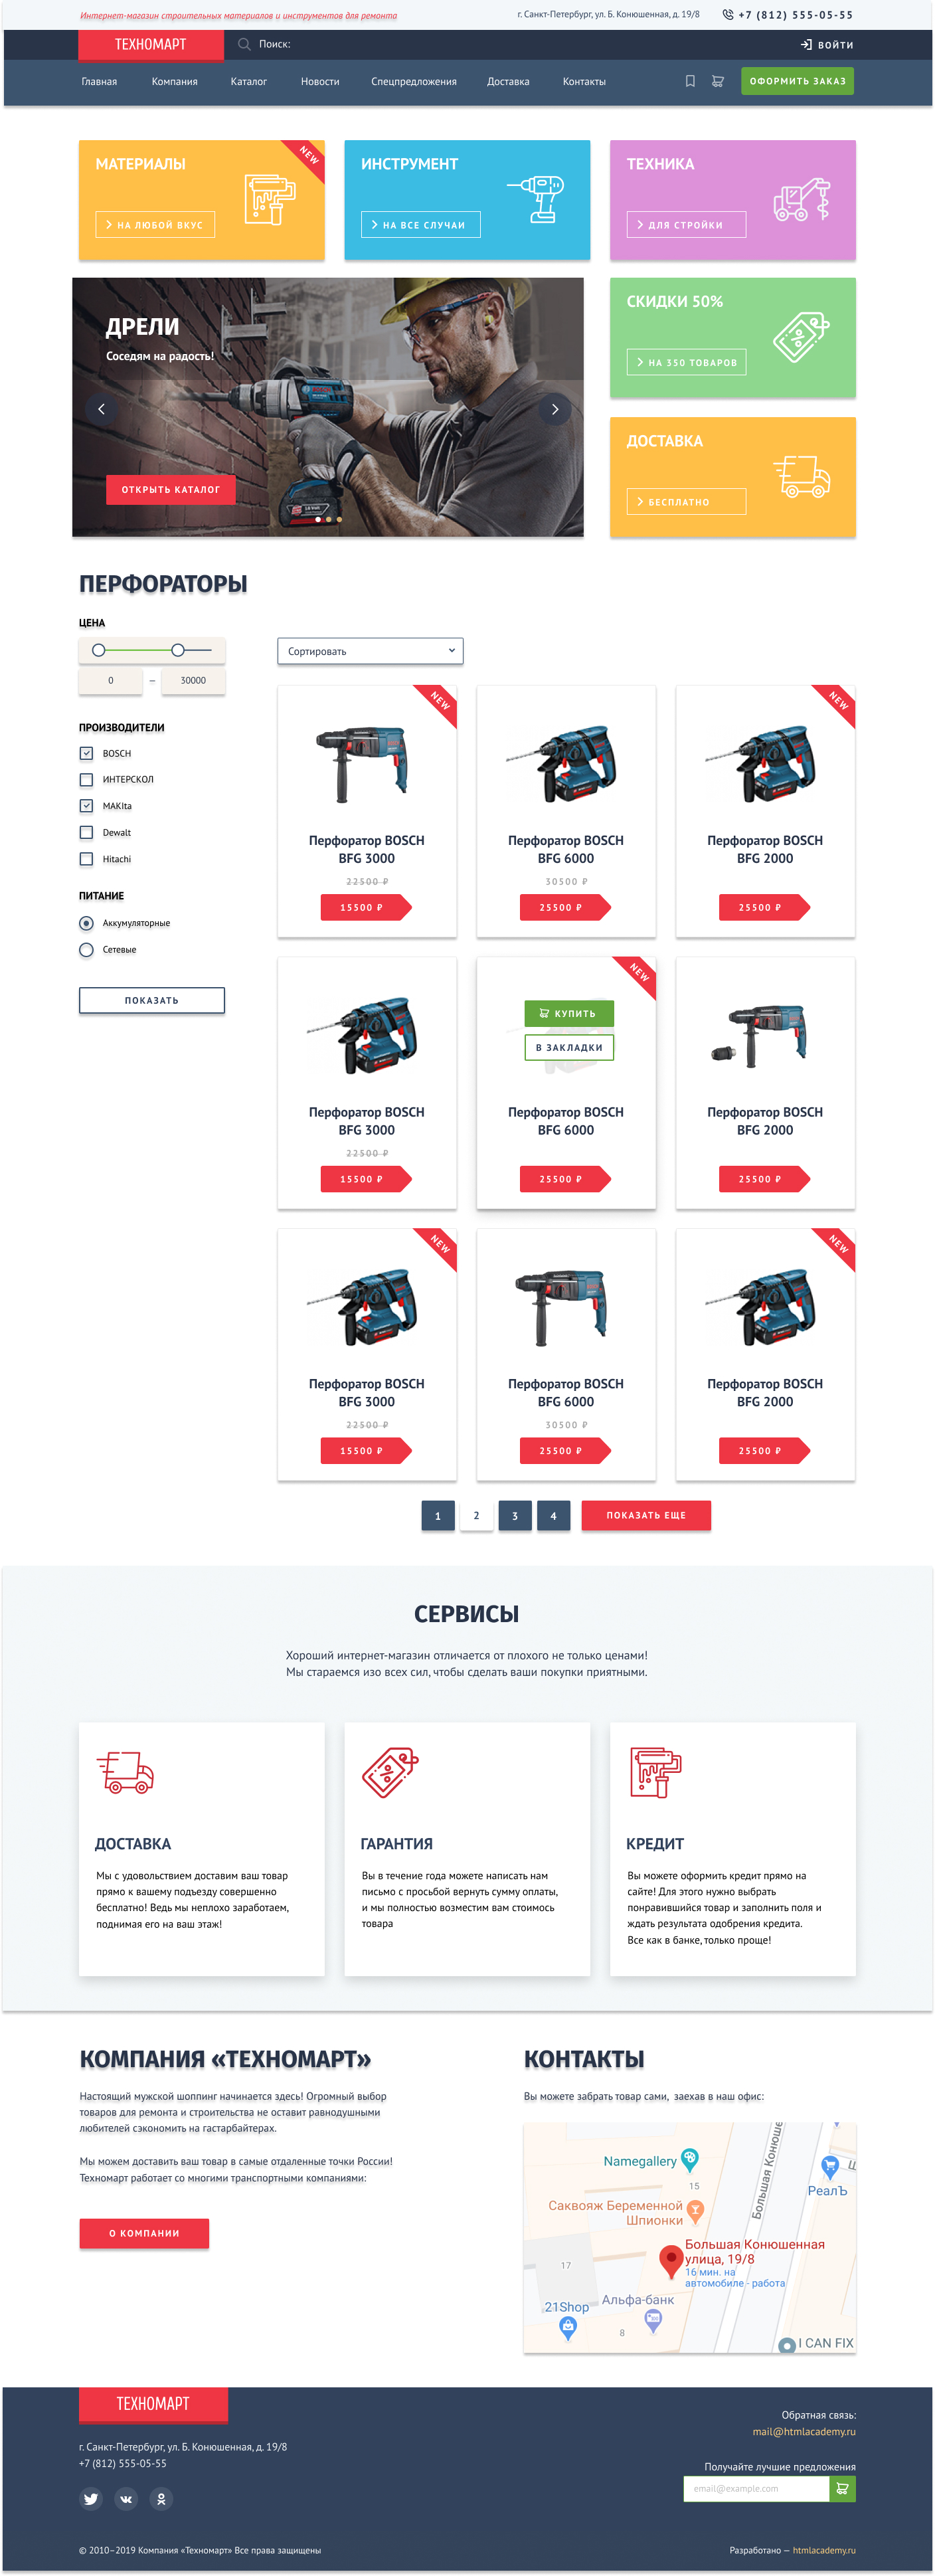 Интернет-магазин строительных материалов и инструментов для ремонта
г. Санкт-Петербург, ул. Б. Конюшенная, д. 19/8
+7 (812) 555-05-55
ТЕХНОМАРТ
Поиск:
ВОЙТИ
Главная
Компания
Каталог
Новости
Спецпредложения
Доставка
Контакты
ОФОРМИТЬ ЗАКАЗ
МАТЕРИАЛЫ
NEW
НА ЛЮБОЙ ВКУС
ИНСТРУМЕНТ
НА ВСЕ СЛУЧАИ
ТЕХНИКА
ДЛЯ СТРОЙКИ
ДРЕЛИ
Соседям на радость!
ОТКРЫТЬ КАТАЛОГ
СКИДКИ 50%
НА 350 ТОВАРОВ
ДОСТАВКА
БЕСПЛАТНО
ПЕРФОРАТОРЫ
ЦЕНА
0 – 30000
ПРОИЗВОДИТЕЛИ
BOSCH
ИНТЕРСКОЛ
MAKIta
Dewalt
Hitachi
ПИТАНИЕ
Аккумуляторные
Сетевые
ПОКАЗАТЬ
Сортировать
NEW
Перфоратор BOSCH
BFG 3000
22500 ₽
15500 ₽
Перфоратор BOSCH
BFG 6000
30500 ₽
25500 ₽
NEW
Перфоратор BOSCH
BFG 2000
25500 ₽
Перфоратор BOSCH
BFG 3000
22500 ₽
15500 ₽
NEW
КУПИТЬ
В ЗАКЛАДКИ
Перфоратор BOSCH
BFG 6000
25500 ₽
Перфоратор BOSCH
BFG 2000
25500 ₽
NEW
Перфоратор BOSCH
BFG 3000
22500 ₽
15500 ₽
Перфоратор BOSCH
BFG 6000
30500 ₽
25500 ₽
NEW
Перфоратор BOSCH
BFG 2000
25500 ₽
1
2
3
4
ПОКАЗАТЬ ЕЩЕ
СЕРВИСЫ
Хороший интернет-магазин отличается от плохого не только ценами!
Мы стараемся изо всех сил, чтобы сделать ваши покупки приятными.
ДОСТАВКА
Мы с удовольствием доставим ваш товар
прямо к вашему подъезду совершенно
бесплатно! Ведь мы неплохо заработаем,
поднимая его на ваш этаж!
ГАРАНТИЯ
Вы в течение года можете написать нам
письмо с просьбой вернуть сумму оплаты,
и мы полностью возместим вам стоимось
товара
КРЕДИТ
Вы можете оформить кредит прямо на
сайте! Для этого нужно выбрать
понравившийся товар и заполнить поля и
ждать результата одобрения кредита.
Все как в банке, только проще!
КОМПАНИЯ «ТЕХНОМАРТ»
Настоящий мужской шоппинг начинается здесь! Огромный выбор
товаров для ремонта и строительства не оставит равнодушными
любителей сэкономить на гастарбайтерах.
Мы можем доставить ваш товар в самые отдаленные точки России!
Техномарт работает со многими транспортными компаниями:
О КОМПАНИИ
КОНТАКТЫ
Вы можете забрать товар сами, заехав в наш офис:
Namegallery
15
Большая Конюше
РеалЪ
Саквояж Беременной
Шпионки
Большая Конюшенная
улица, 19/8
16 мин. на
автомобиле - работа
17
Альфа-банк
21Shop
8
I CAN FIX
ТЕХНОМАРТ
г. Санкт-Петербург, ул. Б. Конюшенная, д. 19/8
+7 (812) 555-05-55
Обратная связь:
mail@htmlacademy.ru
Получайте лучшие предложения
email@example.com
© 2010–2019 Компания «Техномарт» Все права защищены
Разработано — htmlacademy.ru